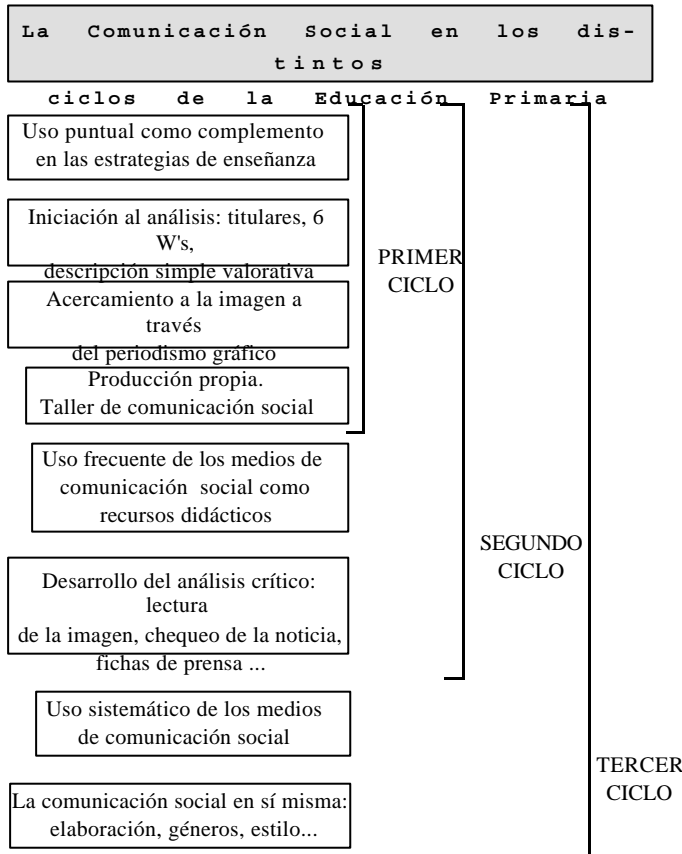 La Comunicación Social en los dis-
tintos
ciclos de la Educación Primaria
Uso puntual como complemento
en las estrategias de enseñanza
Iniciación al análisis: titulares, 6
W's,
descripción simple valorativa
Acercamiento a la imagen a
través
del periodismo gráfico
Producción propia.
Taller de comunicación social
PRIMER
CICLO
Uso frecuente de los medios de
comunicación social como
recursos didácticos
Desarrollo del análisis crítico:
lectura
de la imagen, chequeo de la noticia,
fichas de prensa ...
SEGUNDO
CICLO
Uso sistemático de los medios
de comunicación social
La comunicación social en sí misma:
elaboración, géneros, estilo...
TERCER
CICLO